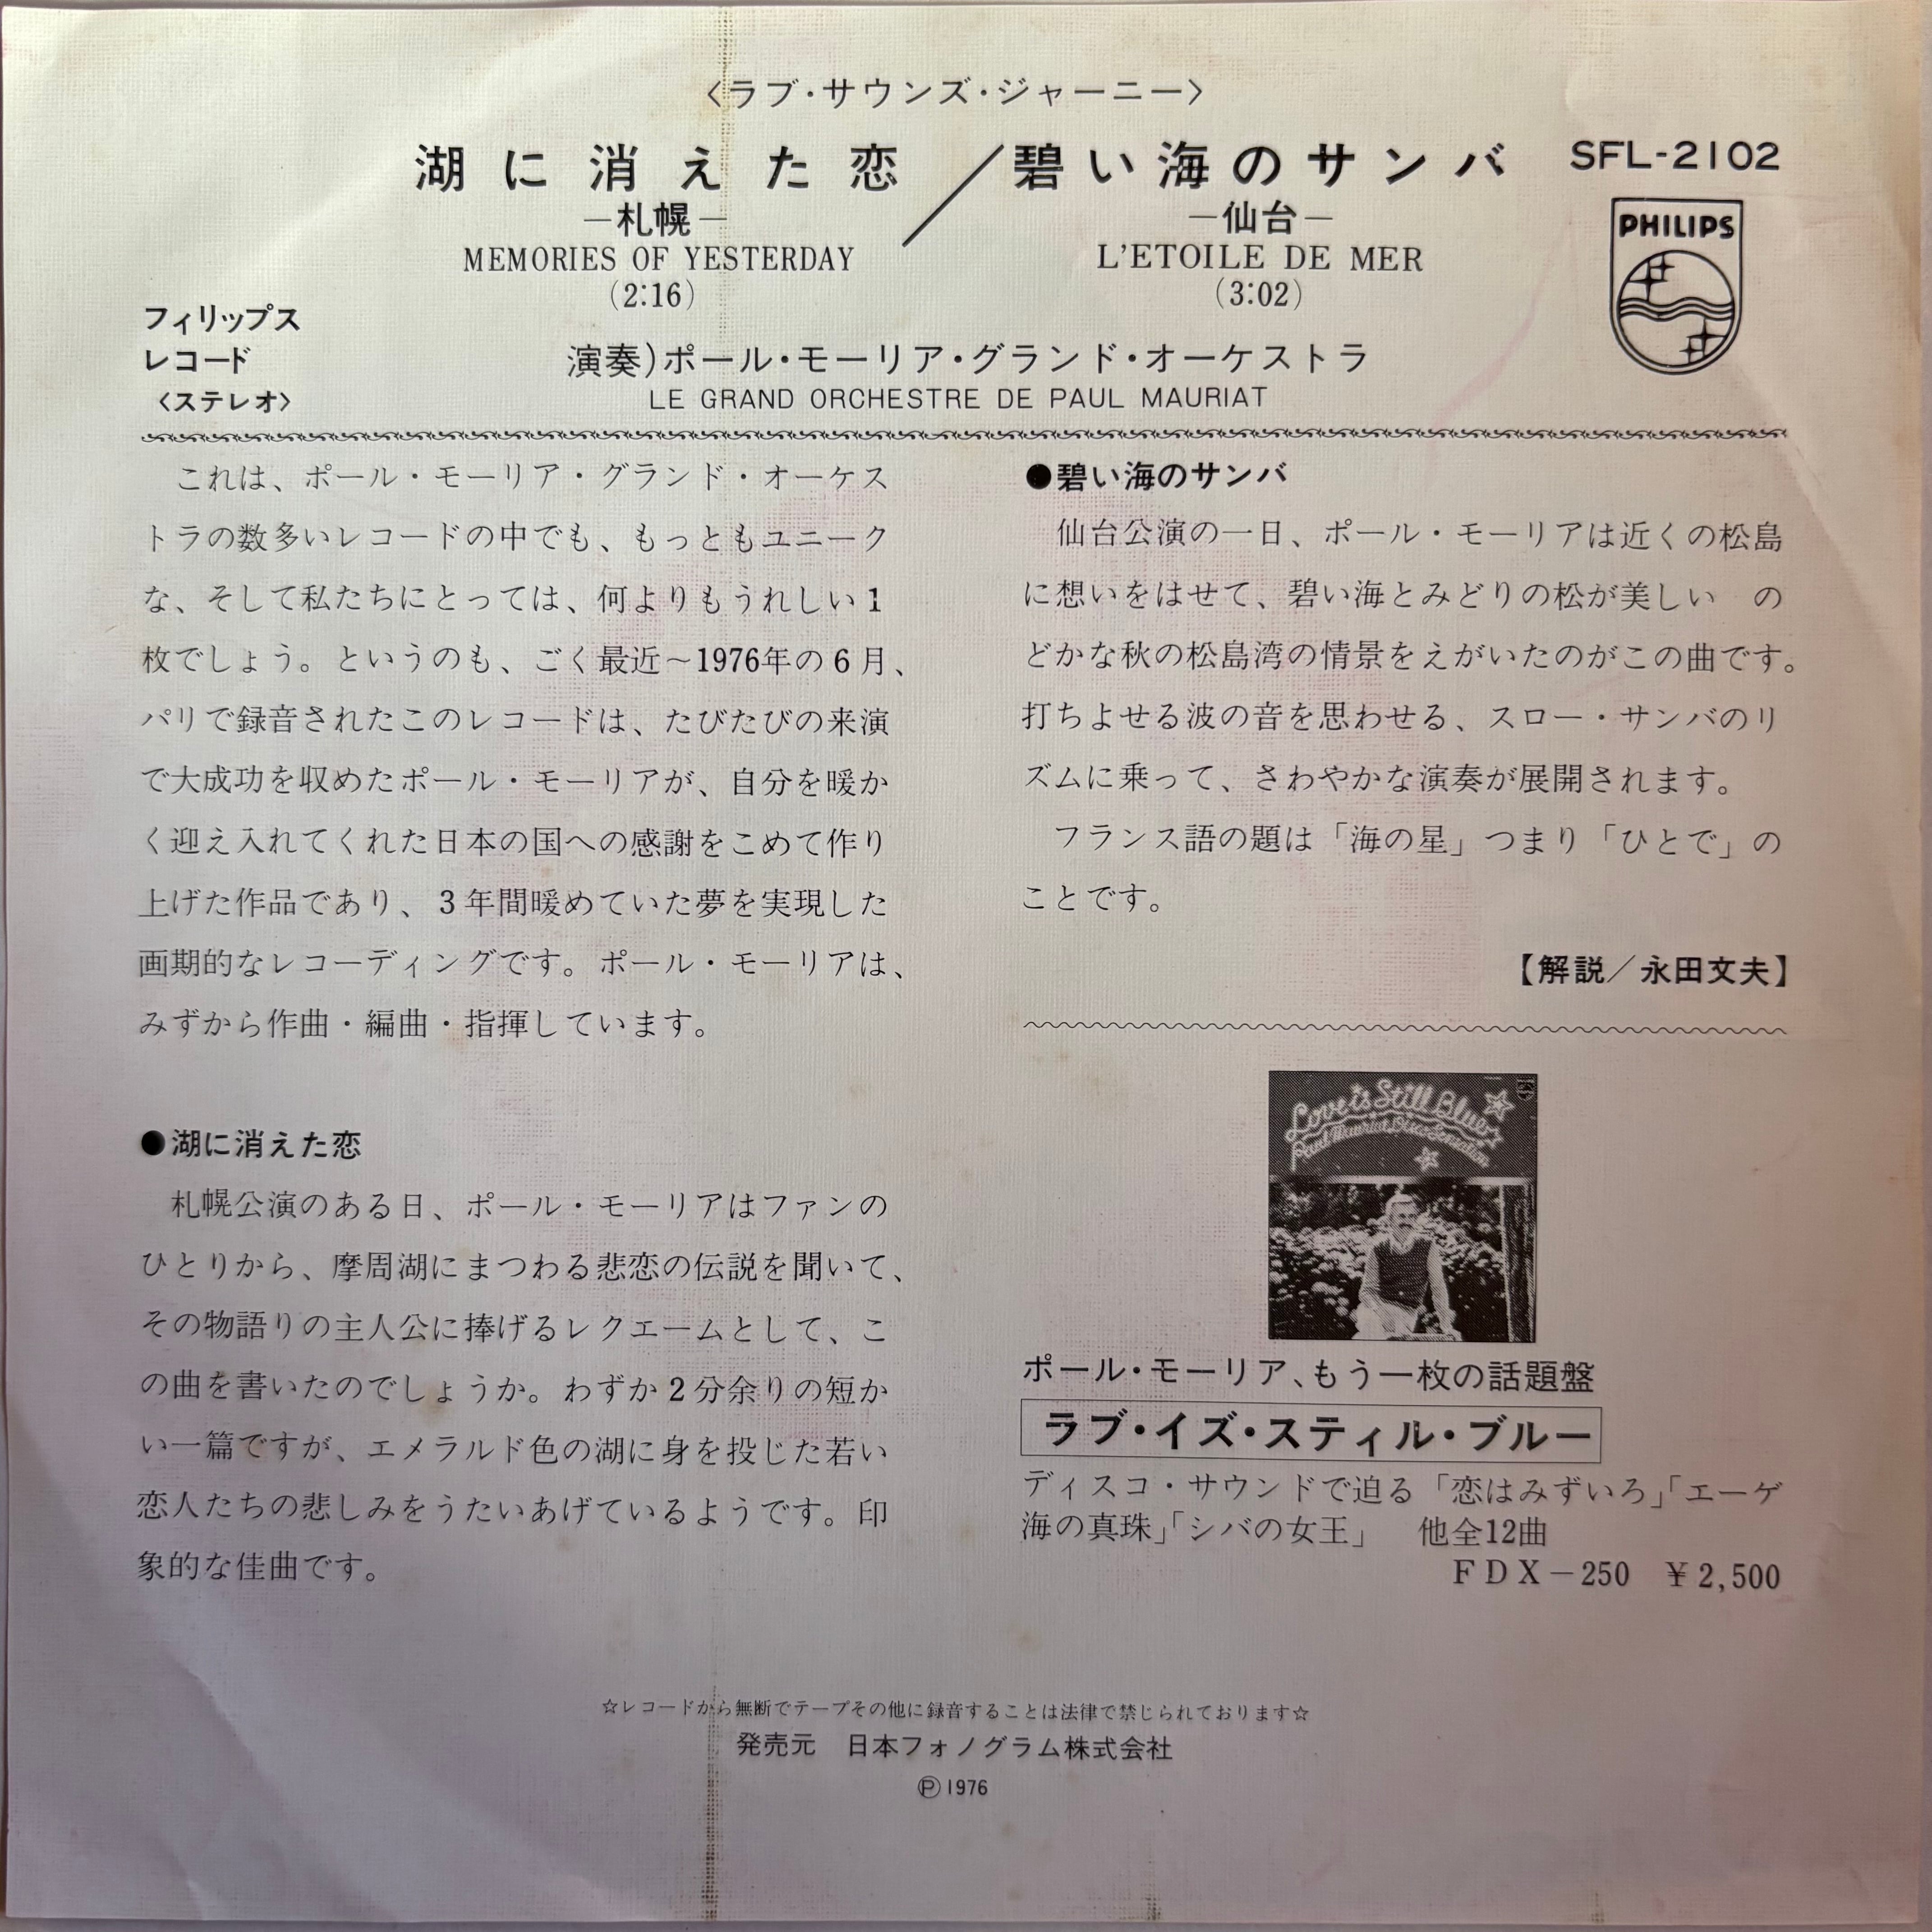 〈ラブ・サウンズ・ジャーニー〉
湖に消えた恋／碧い海のサンバ
SFL-2102
―札幌―
―仙台―
MEMORIES OF YESTERDAY
L'ETOILE DE MER
(2:16)
(3:02)
PHILIPS
フィリップス
レコード
〈ステレオ〉
演奏)ポール・モーリア・グランド・オーケストラ
LE GRAND ORCHESTRE DE PAUL MAURIAT
これは、ポール・モーリア・グランド・オーケス
トラの数多いレコードの中でも、もっともユニーク
な、そして私たちにとっては、何よりもうれしい1
枚でしょう。というのも、ごく最近～1976年の6月、
パリで録音されたこのレコードは、たびたびの来演
で大成功を収めたポール・モーリアが、自分を暖か
く迎え入れてくれた日本の国への感謝をこめて作り
上げた作品であり、3年間暖めていた夢を実現した
画期的なレコーディングです。ポール・モーリアは、
みずから作曲・編曲・指揮しています。
●湖に消えた恋
札幌公演のある日、ポール・モーリアはファンの
ひとりから、摩周湖にまつわる悲恋の伝説を聞いて、
その物語りの主人公に捧げるレクエームとして、こ
の曲を書いたのでしょうか。わずか2分余りの短か
い一篇ですが、エメラルド色の湖に身を投じた若い
恋人たちの悲しみをうたいあげているようです。印
象的な佳曲です。
●碧い海のサンバ
仙台公演の一日、ポール・モーリアは近くの松島
に想いをはせて、碧い海とみどりの松が美しい　の
どかな秋の松島湾の情景をえがいたのがこの曲です。
打ちよせる波の音を思わせる、スロー・サンバのリ
ズムに乗って、さわやかな演奏が展開されます。
フランス語の題は「海の星」つまり「ひとで」の
ことです。
【解説／永田文夫】
Love is Still Blue
Paul Mauriat Disco Sensation
ポール・モーリア、もう一枚の話題盤
ラブ・イズ・スティル・ブルー
ディスコ・サウンドで迫る「恋はみずいろ」「エーゲ
海の真珠」「シバの女王」　他全12曲
FDX－250　￥2,500
☆レコードから無断でテープその他に録音することは法律で禁じられております☆
発売元　日本フォノグラム株式会社
Ⓟ1976